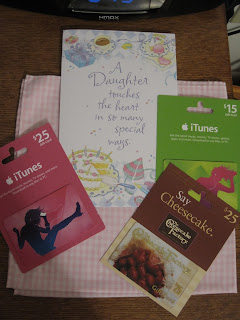 HMDX
A
Daughter
touches
the heart
in so many
special
ways.
$15
iTunes
$25
iTunes
Say
Cheesecake.
The
Cheesecake
Factory
$25